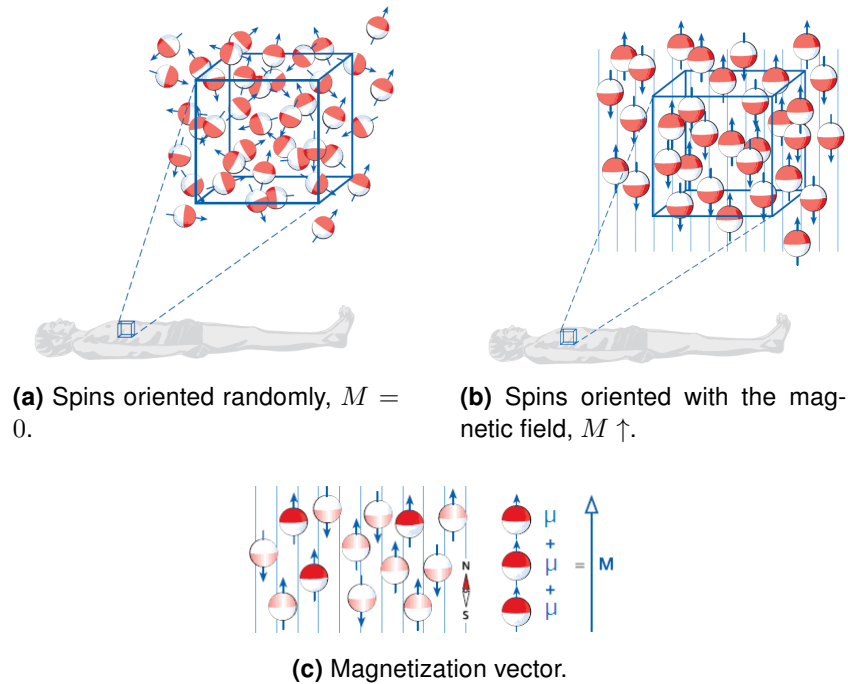 (a) Spins oriented randomly, M =
0.
(b) Spins oriented with the mag-
netic field, M ↑.
N
S
μ
+
μ
+
μ
= M
(c) Magnetization vector.